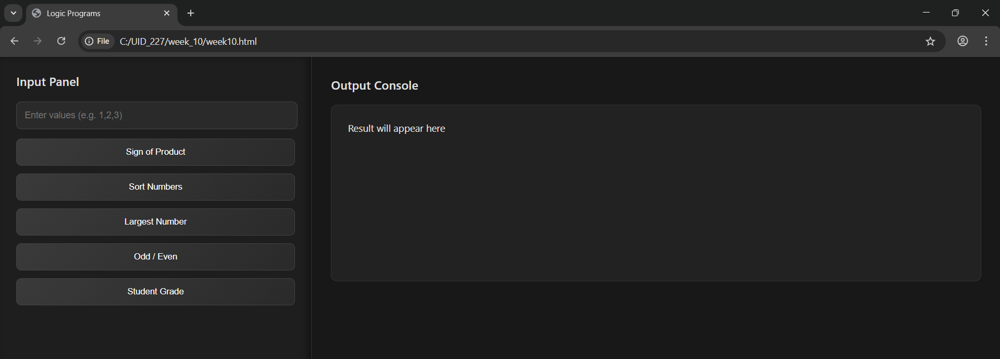 Logic Programs
File C:/UID_227/week_10/week10.html
Input Panel
Enter values (e.g. 1,2,3)
Sign of Product
Sort Numbers
Largest Number
Odd / Even
Student Grade
Output Console
Result will appear here